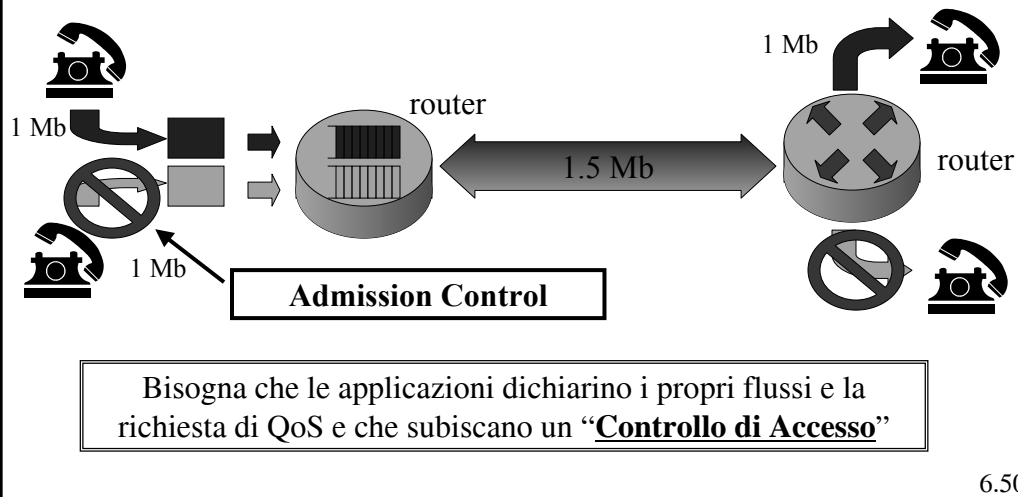 1 Mb
router
1 Mb
1.5 Mb
router
1 Mb
Admission Control
Bisogna che le applicazioni dichiarino i propri flussi e la
richiesta di QoS e che subiscano un “Controllo di Accesso”
6.50